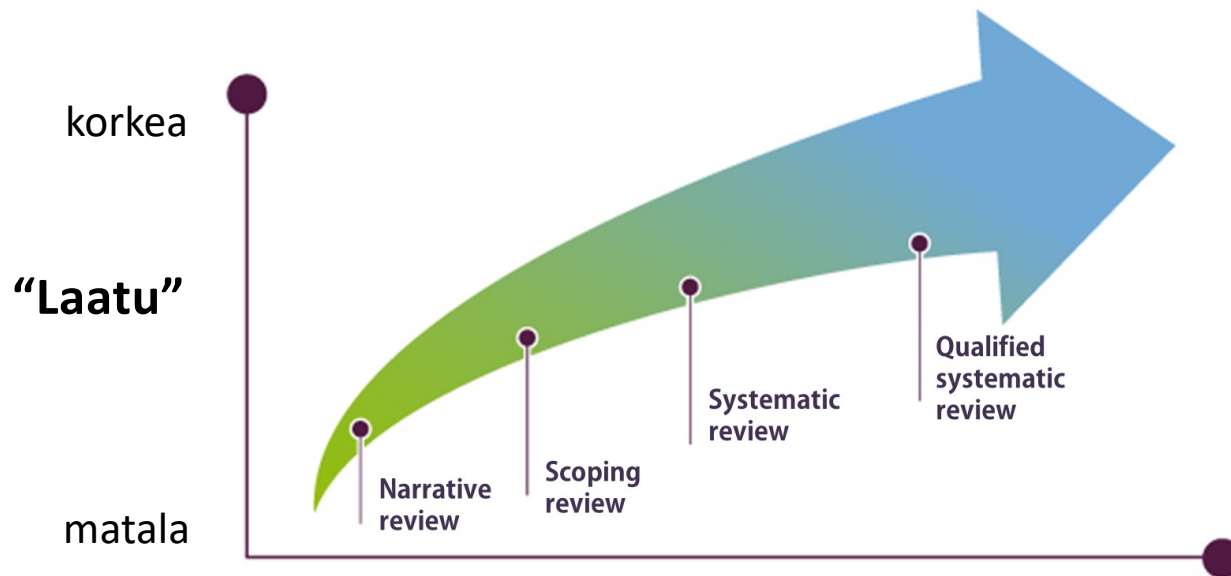 korkea
“Laatu”
matala
Narrative
review
Scoping
review
Systematic
review
Qualified
systematic
review